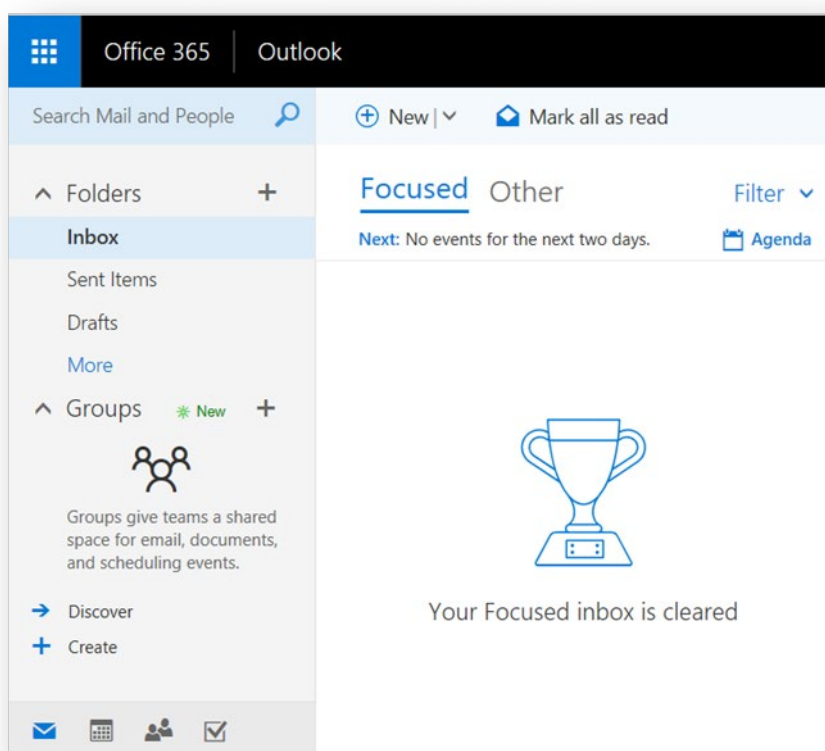 Office 365 Outlook
Search Mail and People
New Mark all as read
Folders
Inbox
Sent Items
Drafts
More
Groups New
Groups give teams a shared
space for email, documents,
and scheduling events.
Discover
Create
Focused Other Filter
Next: No events for the next two days. Agenda
Your Focused inbox is cleared